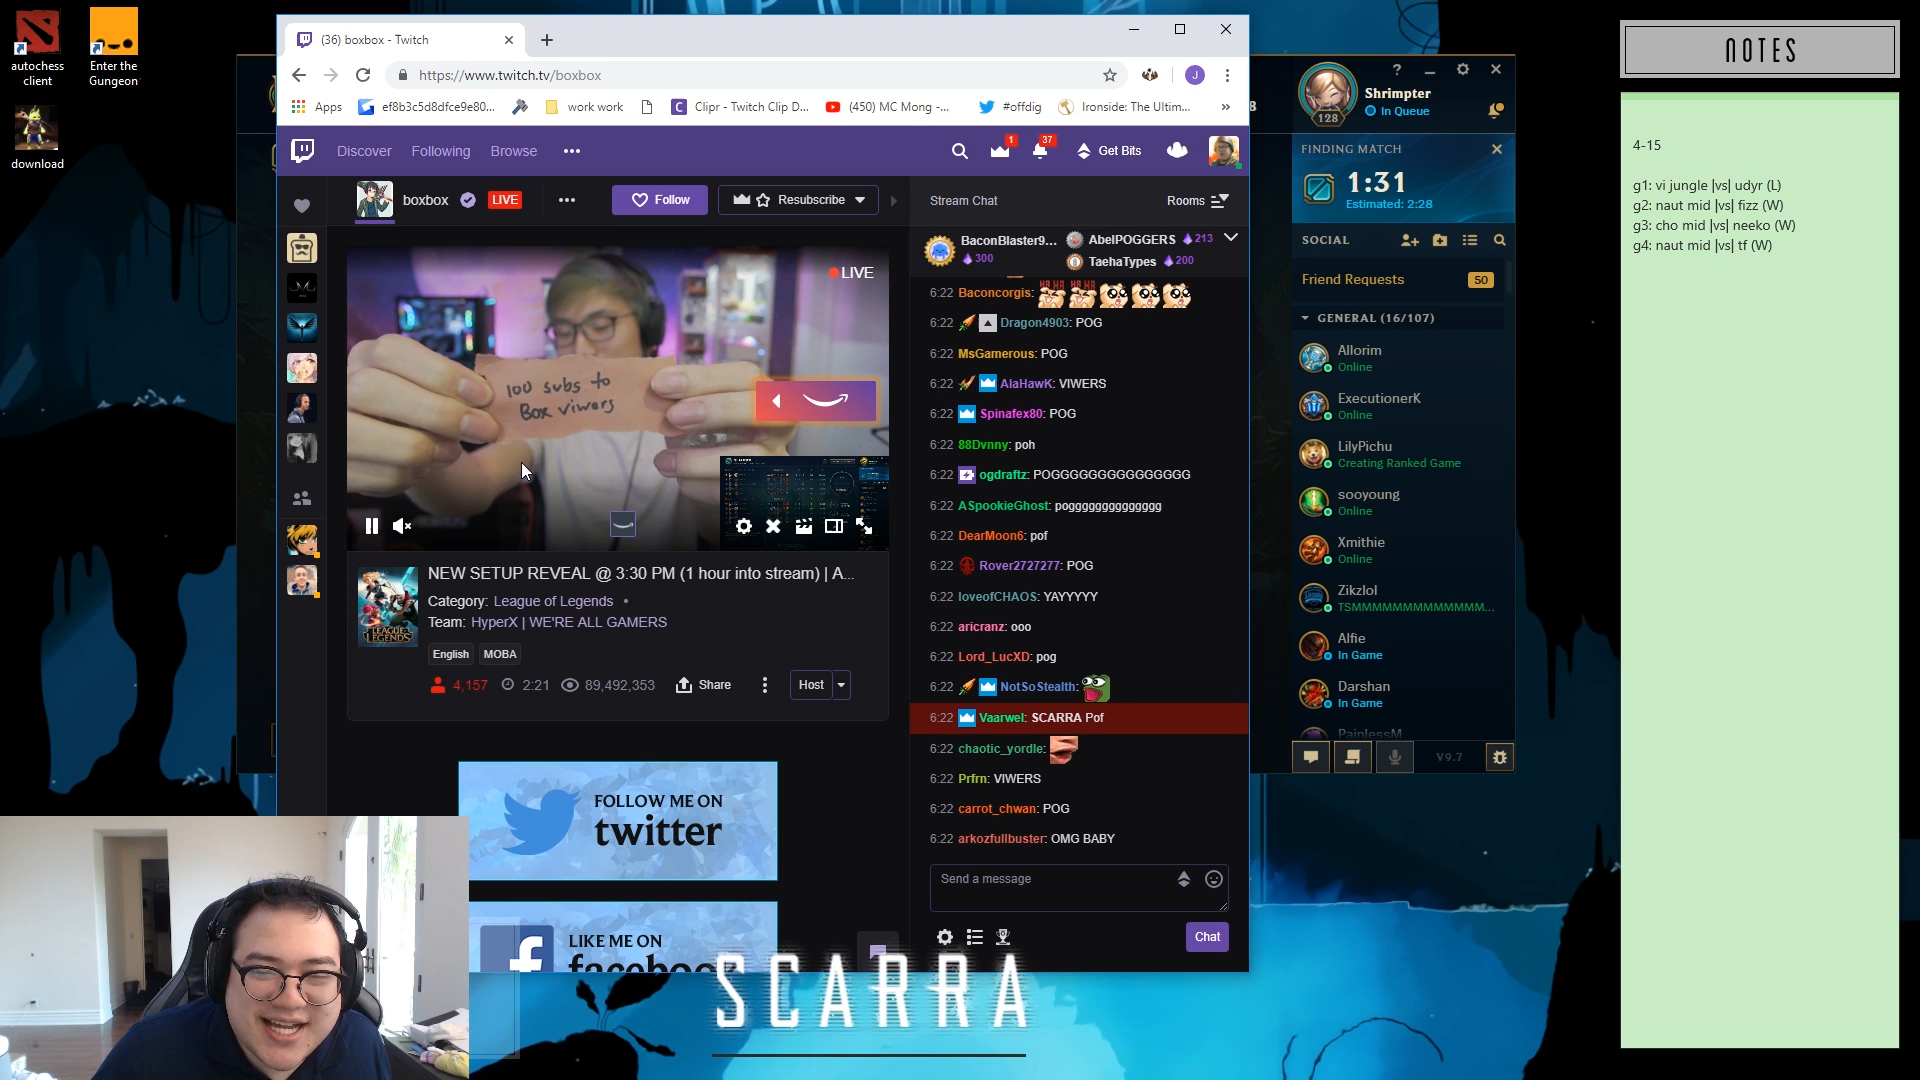 autochess
client
Enter the
Gungeon
download
(36) boxbox - Twitch
https://www.twitch.tv/boxbox
J
Apps
ef8b3c5d8dfce9e80...
work work
Clipr - Twitch Clip D...
(450) MC Mong -...
#offdig
Ironside: The Ultim...
»
Discover
Following
Browse
1
37
Get Bits
boxbox
LIVE
Follow
Resubscribe
LIVE
100 subs to
Box viwers
NEW SETUP REVEAL @ 3:30 PM (1 hour into stream) | A...
Category: League of Legends •
Team: HyperX | WE'RE ALL GAMERS
English
MOBA
4,157
2:21
89,492,353
Share
Host
LEAGUE
LEGENDS
FOLLOW ME ON
twitter
LIKE ME ON
facebook
Stream Chat
Rooms
BaconBlaster9...
300
AbelPOGGERS 213
TaehaTypes 200
6:22 Baconcorgis:
6:22 Dragon4903: POG
6:22 MsGamerous: POG
6:22 AlaHawK: VIWERS
6:22 Spinafex80: POG
6:22 88Dvnny: poh
6:22 ogdraftz: POGGGGGGGGGGGGGGGG
6:22 ASpookieGhost: poggggggggggggggg
6:22 DearMoon6: pof
6:22 Rover2727277: POG
6:22 loveofCHAOS: YAYYYYY
6:22 aricranz: ooo
6:22 Lord_LucXD: pog
6:22 NotSoStealth:
6:22 Vaarwel: SCARRA Pof
6:22 chaotic_yordle:
6:22 Prfrn: VIWERS
6:22 carrot_chwan: POG
6:22 arkozfullbuster: OMG BABY
Send a message
Chat
SCARRA
128
Shrimpter
In Queue
FINDING MATCH
1:31
Estimated: 2:28
SOCIAL
Friend Requests
50
GENERAL (16/107)
Allorim
Online
ExecutionerK
Online
LilyPichu
Creating Ranked Game
sooyoung
Online
Xmithie
Online
Zikzlol
TSMMMMMMMMMMMMM...
Alfie
In Game
Darshan
In Game
PainlessM
V9.7
NOTES
4-15
g1: vi jungle |vs| udyr (L)
g2: naut mid |vs| fizz (W)
g3: cho mid |vs| neeko (W)
g4: naut mid |vs| tf (W)